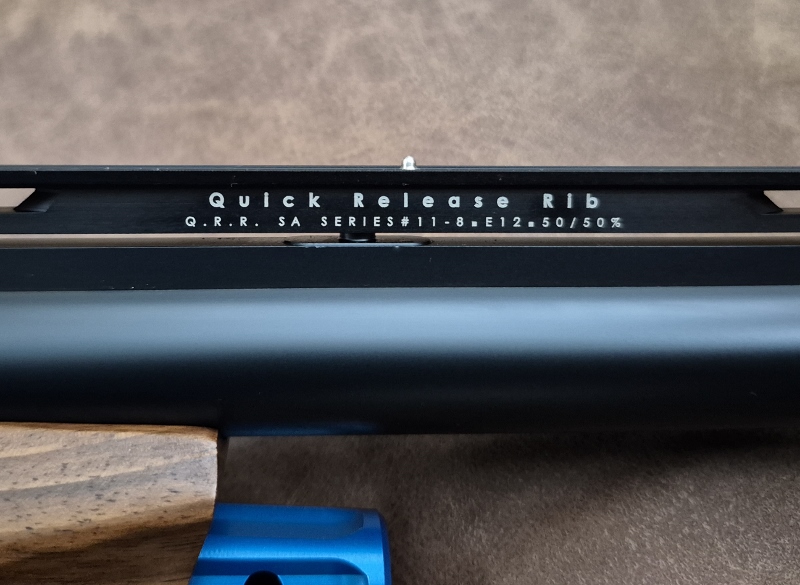 Quick Release Rib
Q.R.R. SA SERIES#11-8▪E12▪50/50%